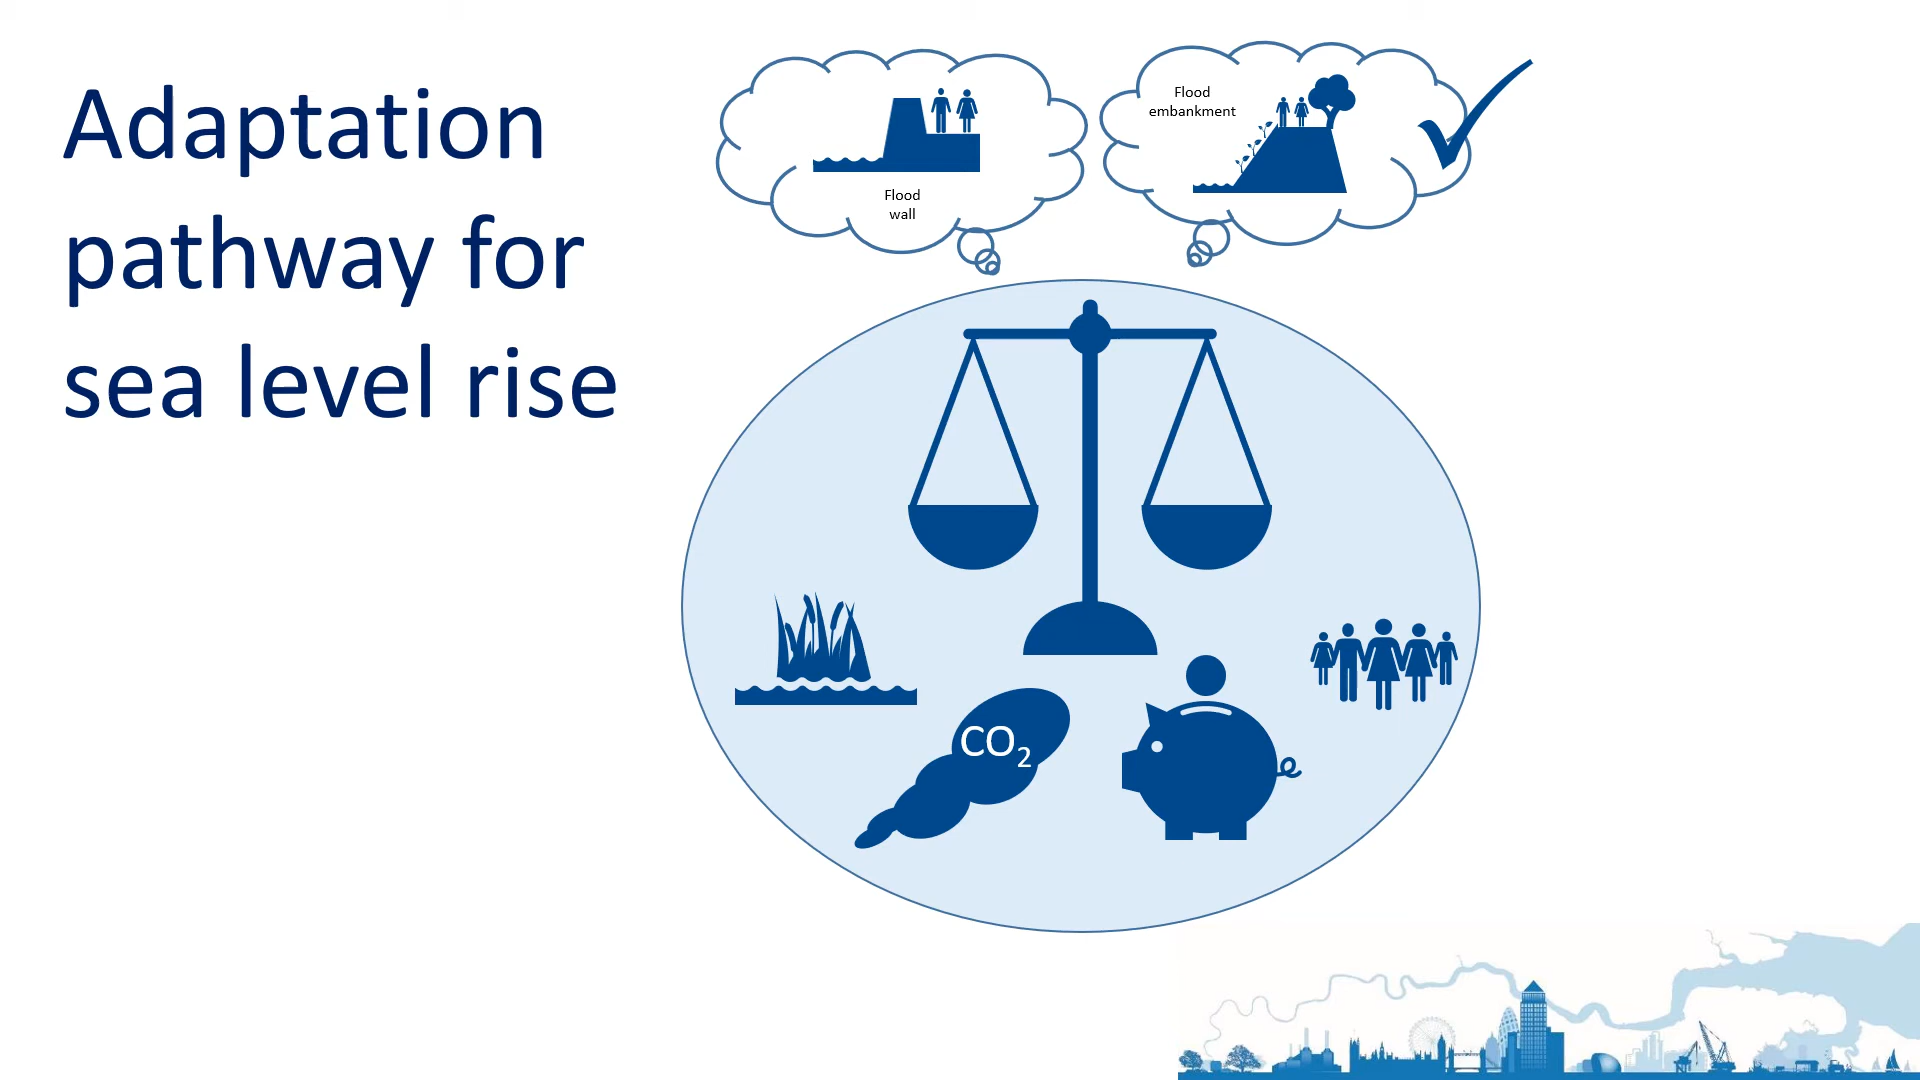 Adaptation
pathway for
sea level rise
Flood
wall
Flood
embankment
CO₂